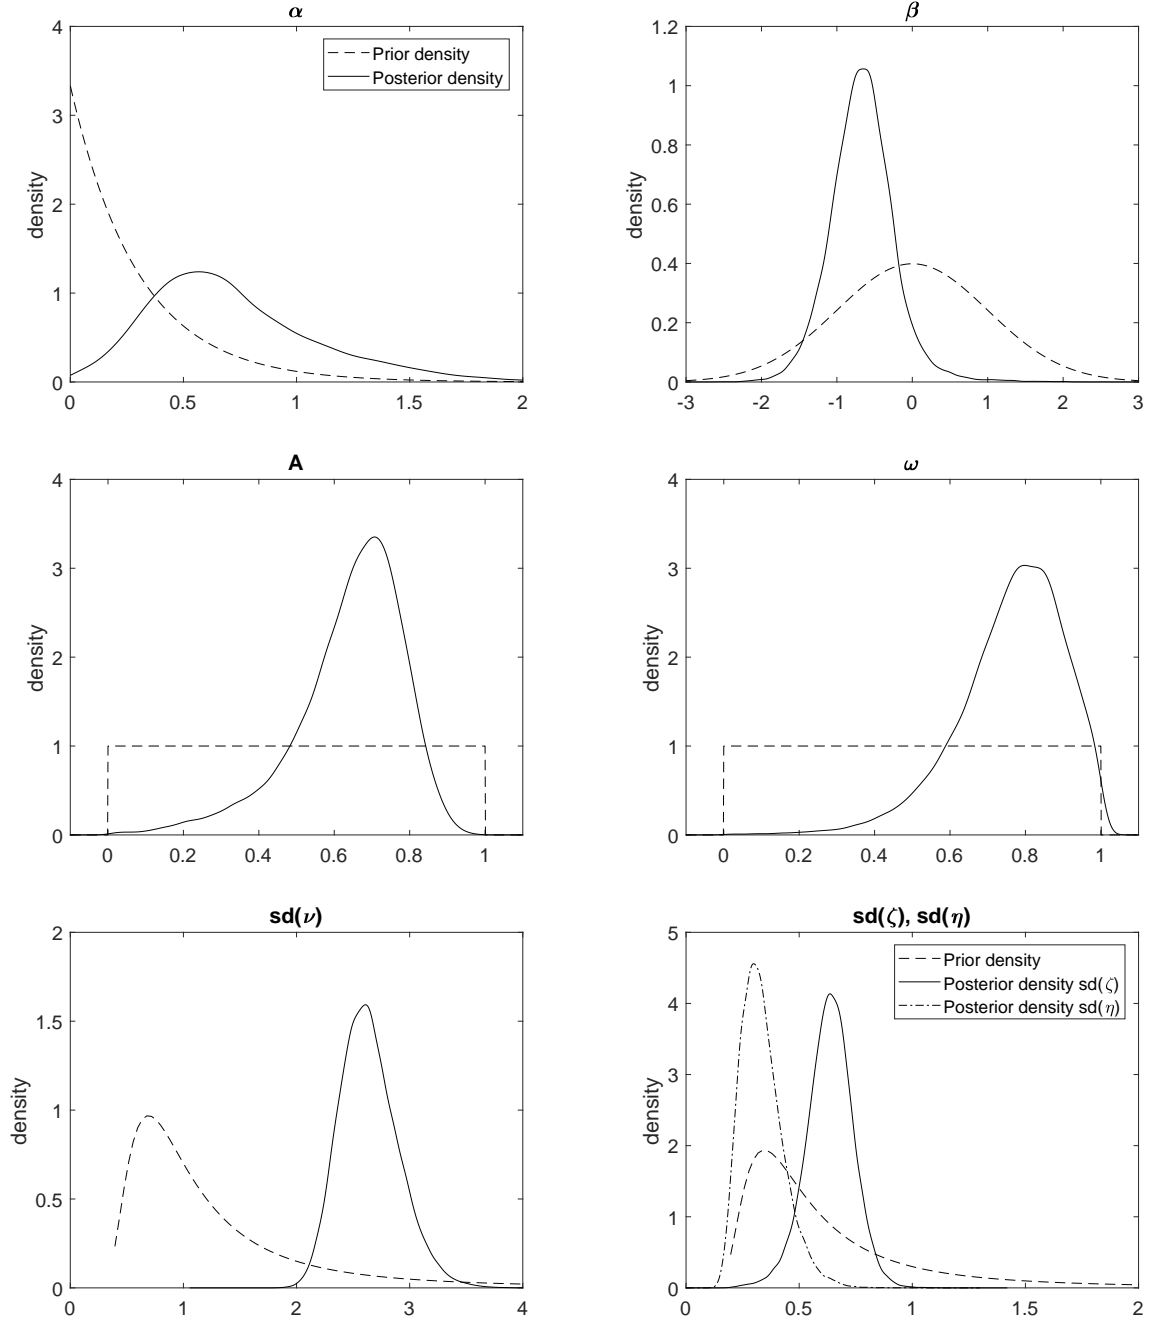 α
4
3
2
1
0
density
Prior density
Posterior density
0 0.5 1 1.5 2
β
1.2
1
0.8
0.6
0.4
0.2
0
density
-3 -2 -1 0 1 2 3
A
4
3
2
1
0
density
0 0.2 0.4 0.6 0.8 1
ω
4
3
2
1
0
density
0 0.2 0.4 0.6 0.8 1
sd(ν)
2
1.5
1
0.5
0
density
0 1 2 3 4
sd(ζ), sd(η)
5
4
3
2
1
0
density
Prior density
Posterior density sd(ζ)
Posterior density sd(η)
0 0.5 1 1.5 2